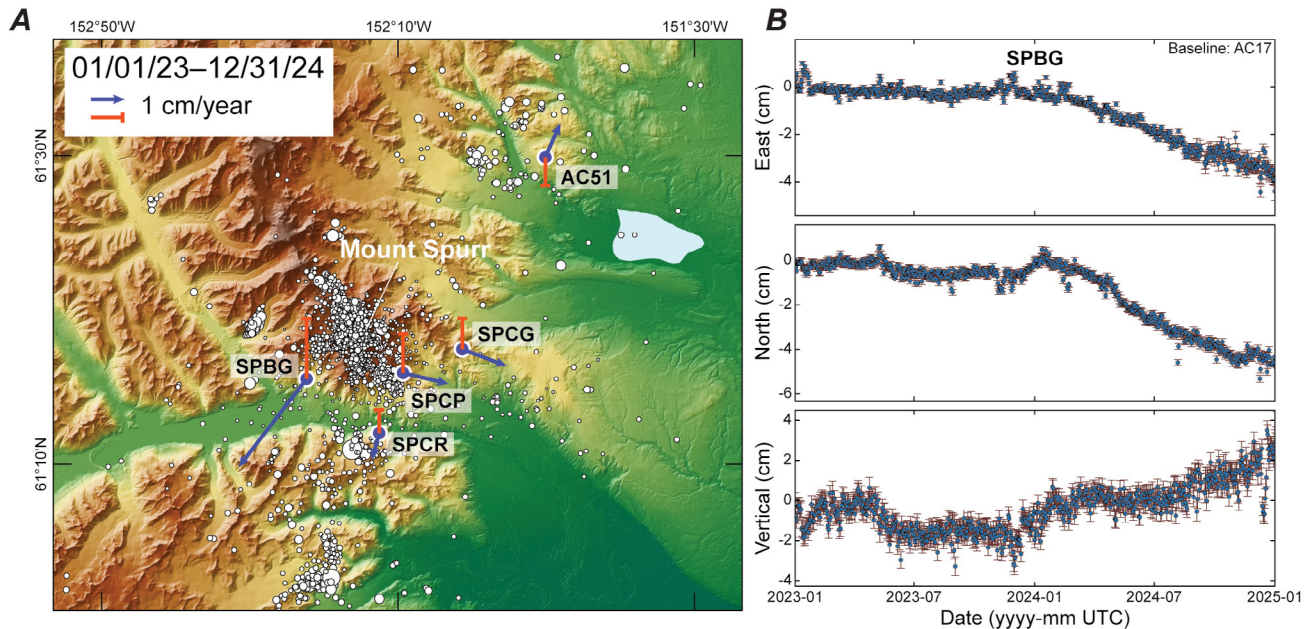 A
152°50'W
152°10'W
151°30'W
01/01/23–12/31/24
1 cm/year
61°30'N
61°10'N
AC51
Mount Spurr
SPCG
SPBG
SPCP
SPCR
B
SPBG
Baseline: AC17
East (cm)
0
-2
-4
North (cm)
0
-2
-4
-6
Vertical (cm)
4
2
0
-2
-4
2023-01
2023-07
2024-01
2024-07
2025-01
Date (yyyy-mm UTC)